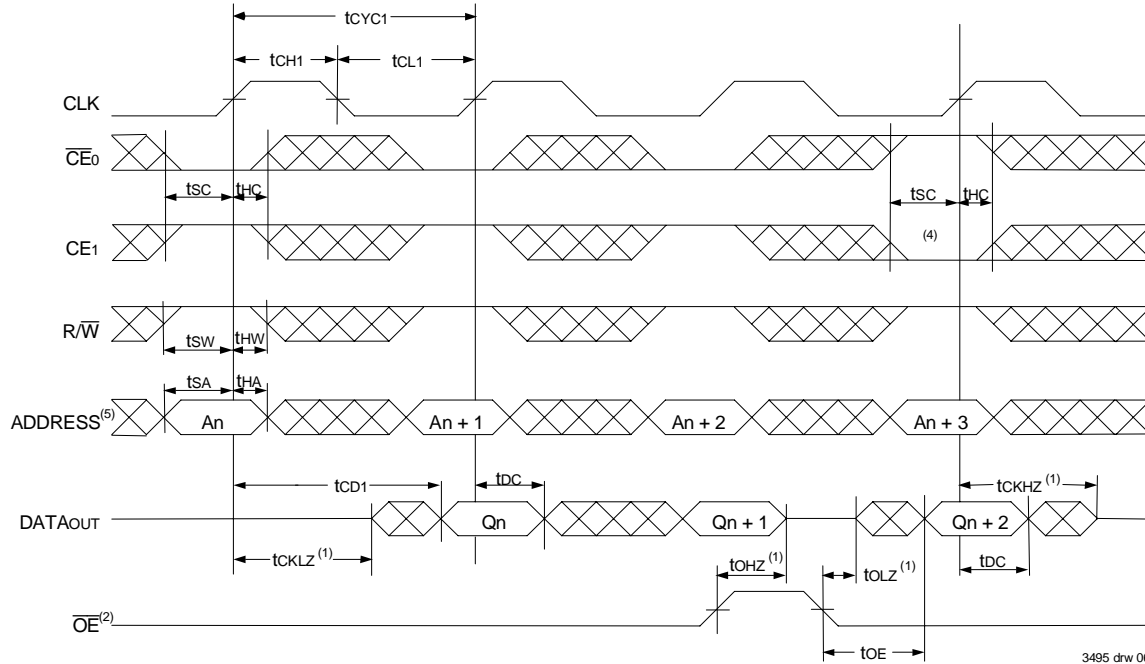 tCYC1
tCH1 tCL1
CLK
CE0
tSC tHC tSC tHC
CE1 (4)
R/W
tSW tHW
tSA tHA
ADDRESS(5) An An + 1 An + 2 An + 3
tCD1 tDC tCKHZ (1)
DATAOUT Qn Qn + 1 Qn + 2
tCKLZ (1) tOHZ (1) tOLZ (1) tDC
OE(2)
tOE
3495 drw